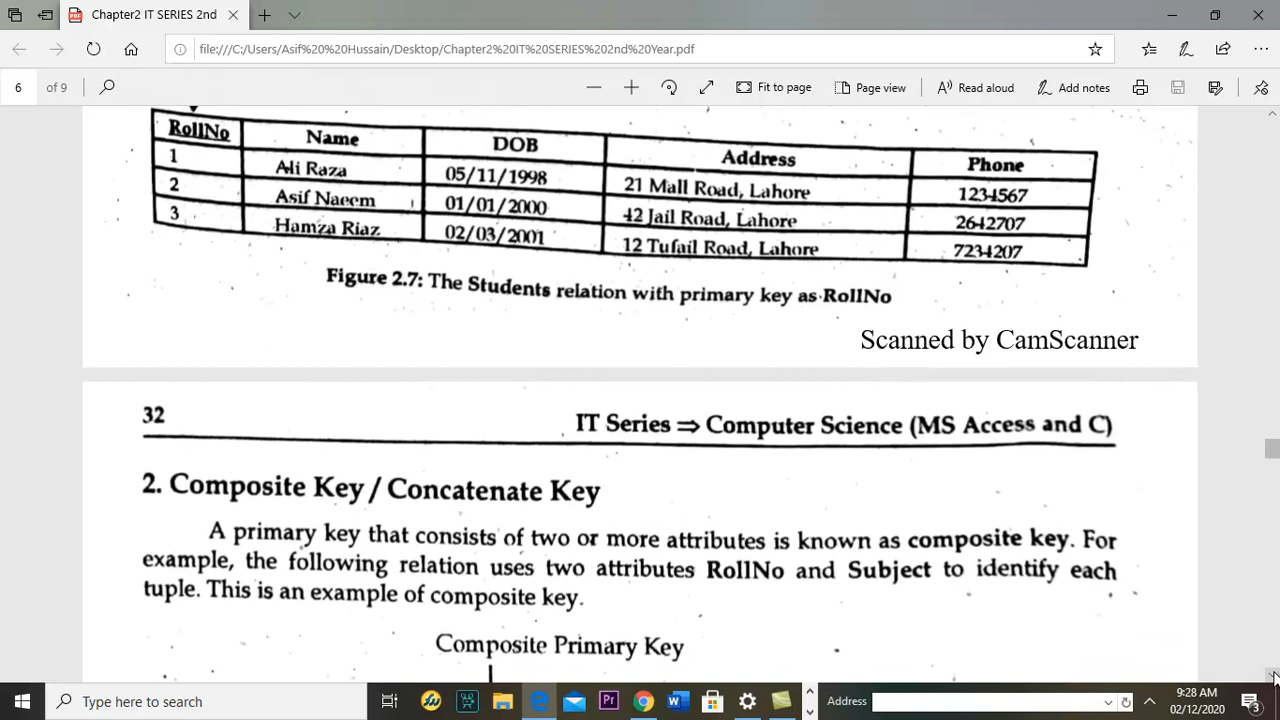 Chapter2 IT SERIES 2nd
file:///C:/Users/Asif%20%20Hussain/Desktop/Chapter2%20IT%20SERIES%202nd%20Year.pdf
6 of 9 Fit to page Page view Read aloud Add notes
RollNo Name DOB Address Phone
1 Ali Raza 05/11/1998 21 Mall Road, Lahore 1234567
2 Asif Naeem 01/01/2000 42 Jail Road, Lahore 2642707
3 Hamza Riaz 02/03/2001 12 Tufail Road, Lahore 7234207
Figure 2.7: The Students relation with primary key as RollNo
Scanned by CamScanner
32 IT Series ⇒ Computer Science (MS Access and C)
2. Composite Key / Concatenate Key
A primary key that consists of two or more attributes is known as composite key. For
example, the following relation uses two attributes RollNo and Subject to identify each
tuple. This is an example of composite key.
Composite Primary Key
Type here to search
Address
9:28 AM
02/12/2020
3